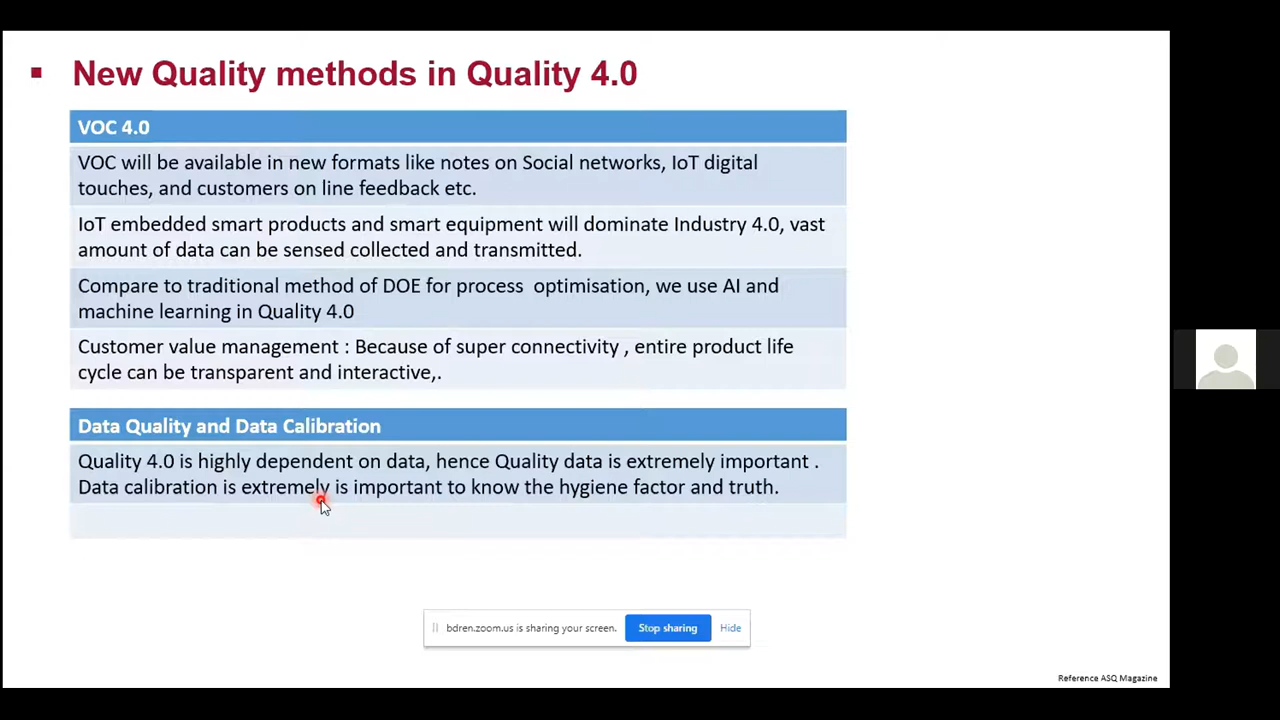 New Quality methods in Quality 4.0
VOC 4.0
VOC will be available in new formats like notes on Social networks, IoT digital
touches, and customers on line feedback etc.
IoT embedded smart products and smart equipment will dominate Industry 4.0, vast
amount of data can be sensed collected and transmitted.
Compare to traditional method of DOE for process optimisation, we use AI and
machine learning in Quality 4.0
Customer value management : Because of super connectivity , entire product life
cycle can be transparent and interactive,.
Data Quality and Data Calibration
Quality 4.0 is highly dependent on data, hence Quality data is extremely important .
Data calibration is extremely is important to know the hygiene factor and truth.
bdren.zoom.us is sharing your screen. Stop sharing Hide
Reference ASQ Magazine